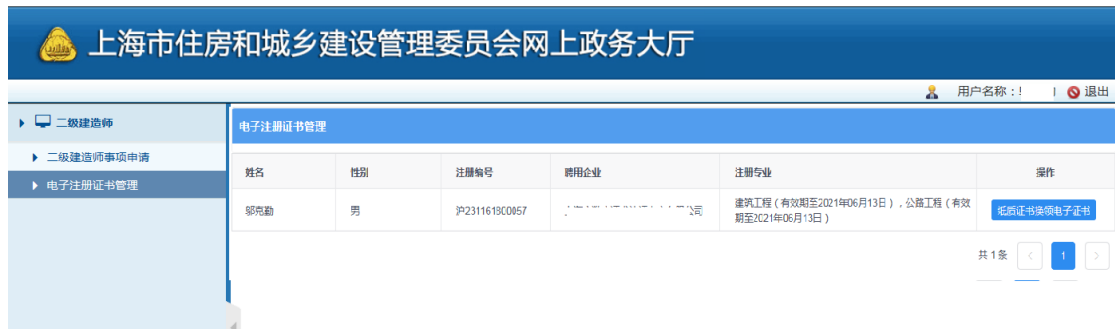 上海市住房和城乡建设管理委员会网上政务大厅
用户名称：! | 退出
二级建造师
二级建造师事项申请
电子注册证书管理
电子注册证书管理
姓名 性别 注册编号 聘用企业 注册专业 操作
邬克勤 男 沪231161800057 公司 建筑工程（有效期至2021年06月13日），公路工程（有效
期至2021年06月13日） 纸质证书换领电子证书
共1条 < 1 >